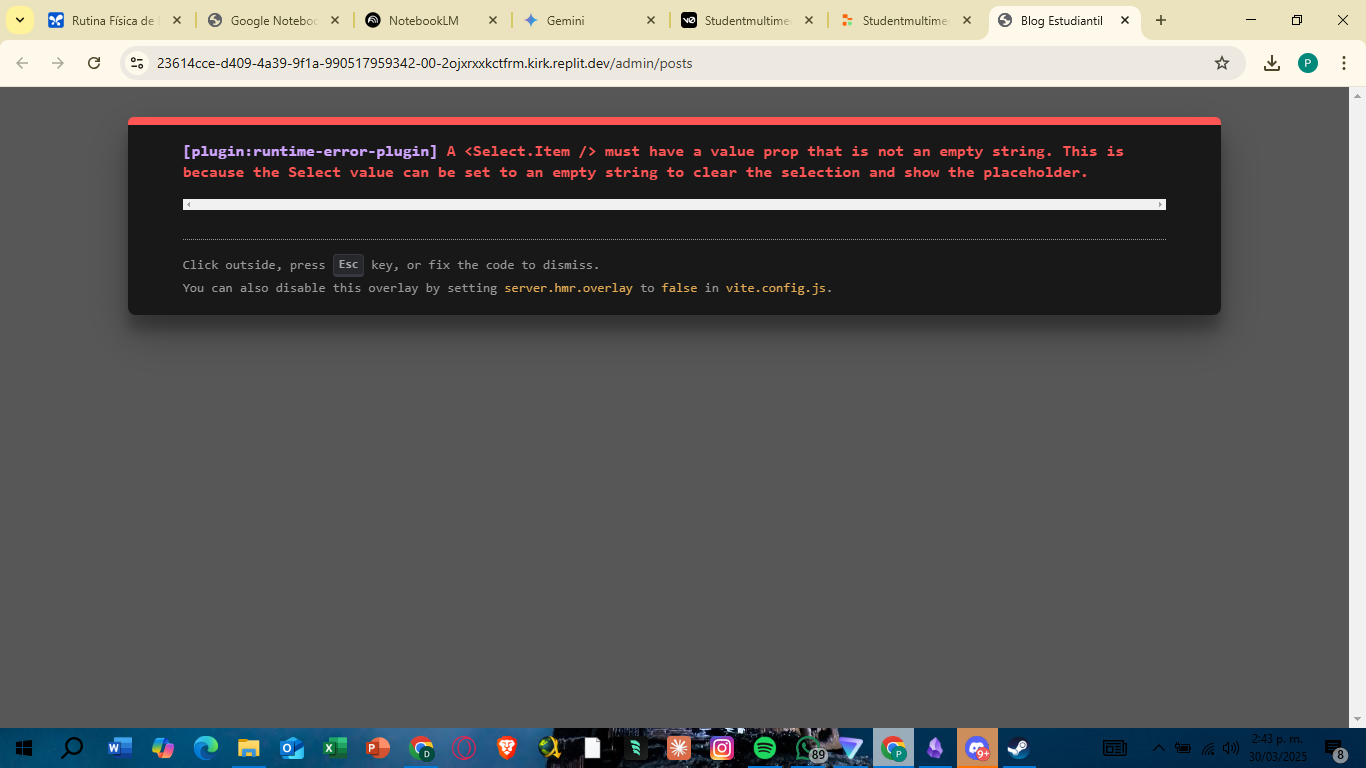 Rutina Física de
Google Noteboo
NotebookLM
Gemini
Studentmultime
Studentmultime
Blog Estudiantil
23614cce-d409-4a39-9f1a-990517959342-00-2ojxrxxkctfrm.kirk.replit.dev/admin/posts
P
[plugin:runtime-error-plugin] A <Select.Item /> must have a value prop that is not an empty string. This is
because the Select value can be set to an empty string to clear the selection and show the placeholder.
Click outside, press Esc key, or fix the code to dismiss.
You can also disable this overlay by setting server.hmr.overlay to false in vite.config.js.
2:43 p. m.
30/03/2025
89
9+
8